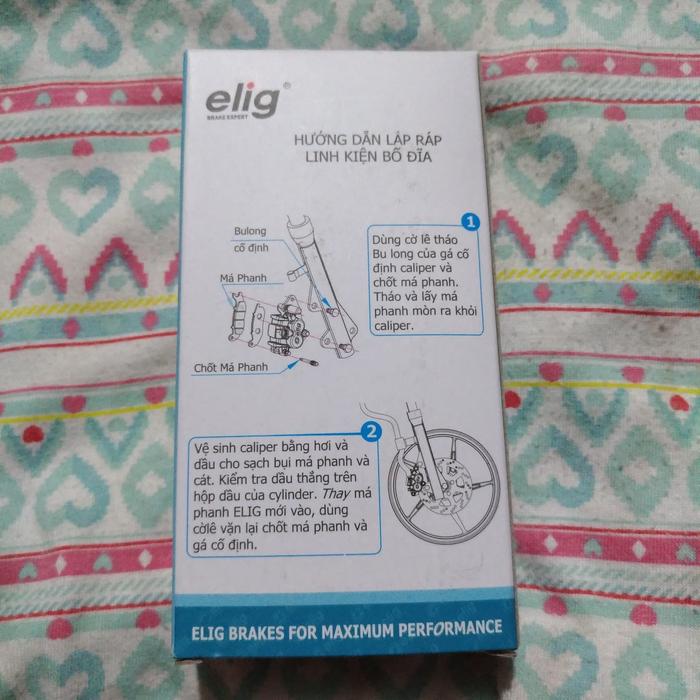 elig®
BRAKE EXPERT
HƯỚNG DẪN LẮP RÁP
LINH KIỆN BỐ ĐĨA
Bulong
cố định
Má Phanh
Chốt Má Phanh
1
Dùng cờ lê tháo
Bu long của gá cố
định caliper và
chốt má phanh.
Tháo và lấy má
phanh mòn ra khỏi
caliper.
2
Vệ sinh caliper bằng hơi và
dầu cho sạch bụi má phanh và
cát. Kiểm tra dầu thắng trên
hộp dầu của cylinder. Thay má
phanh ELIG mới vào, dùng
cờlê vặn lại chốt má phanh và
gá cố định.
ELIG BRAKES FOR MAXIMUM PERFORMANCE